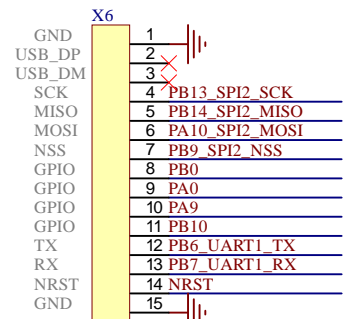 X6
GND 1
USB_DP 2
USB_DM 3
SCK 4 PB13_SPI2_SCK
MISO 5 PB14_SPI2_MISO
MOSI 6 PA10_SPI2_MOSI
NSS 7 PB9_SPI2_NSS
GPIO 8 PB0
GPIO 9 PA0
GPIO 10 PA9
GPIO 11 PB10
TX 12 PB6_UART1_TX
RX 13 PB7_UART1_RX
NRST 14 NRST
GND 15